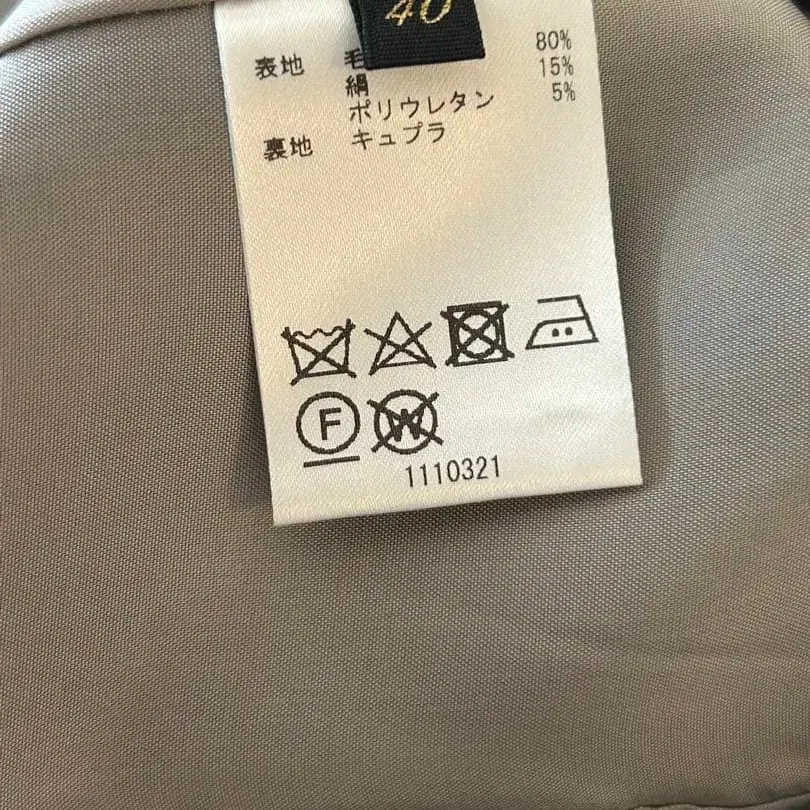 40
表地 毛 80%
絹 15%
ポリウレタン 5%
裏地 キュプラ
F W
1110321